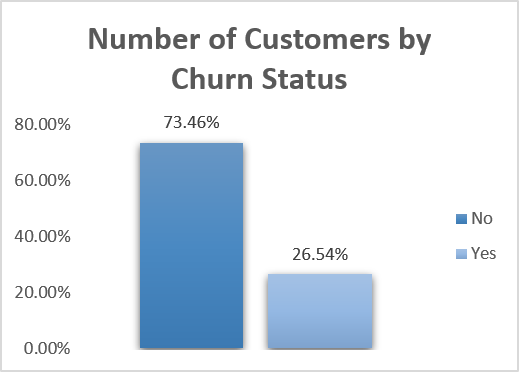 Number of Customers by
Churn Status
80.00%
73.46%
60.00%
No
40.00%
26.54%
Yes
20.00%
0.00%